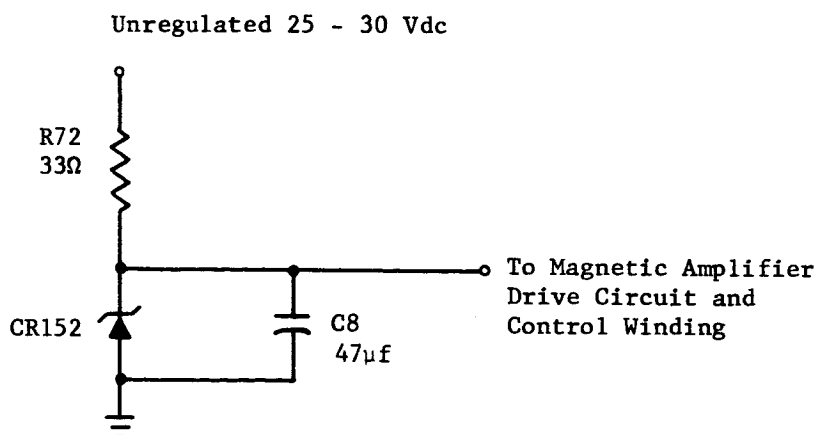 Unregulated 25 - 30 Vdc
R72
33Ω
To Magnetic Amplifier
Drive Circuit and
Control Winding
CR152
C8
47μf